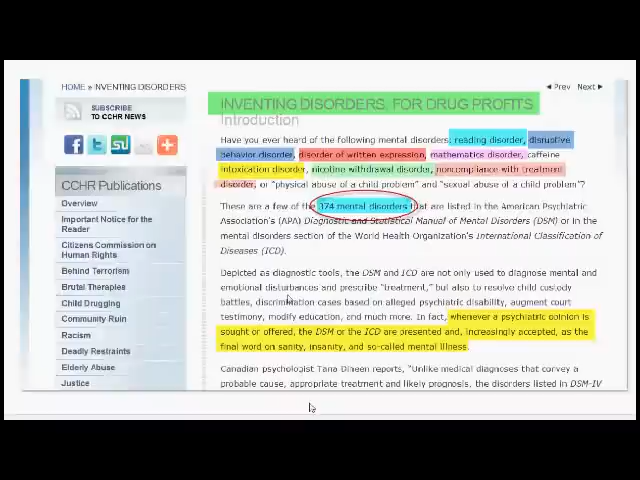 HOME » INVENTING DISORDERS
◄ Prev Next ►
SUBSCRIBE
TO CCHR NEWS
CCHR Publications
Overview
Important Notice for the
Reader
Citizens Commission on
Human Rights
Behind Terrorism
Brutal Therapies
Child Drugging
Community Ruin
Racism
Deadly Restraints
Elderly Abuse
Justice
INVENTING DISORDERS, FOR DRUG PROFITS
Introduction
Have you ever heard of the following mental disorders: reading disorder, disruptive
behavior disorder, disorder of written expression, mathematics disorder, caffeine
intoxication disorder, nicotine withdrawal disorder, noncompliance with treatment
disorder, or “physical abuse of a child problem” and “sexual abuse of a child problem”?
These are a few of the 374 mental disorders that are listed in the American Psychiatric
Association’s (APA) Diagnostic and Statistical Manual of Mental Disorders (DSM) or in the
mental disorders section of the World Health Organization’s International Classification of
Diseases (ICD).
Depicted as diagnostic tools, the DSM and ICD are not only used to diagnose mental and
emotional disturbances and prescribe “treatment,” but also to resolve child custody
battles, discrimination cases based on alleged psychiatric disability, augment court
testimony, modify education, and much more. In fact, whenever a psychiatric opinion is
sought or offered, the DSM or the ICD are presented and, increasingly accepted, as the
final word on sanity, insanity, and so-called mental illness.
Canadian psychologist Tana Dineen reports, “Unlike medical diagnoses that convey a
probable cause, appropriate treatment and likely prognosis, the disorders listed in DSM-IV